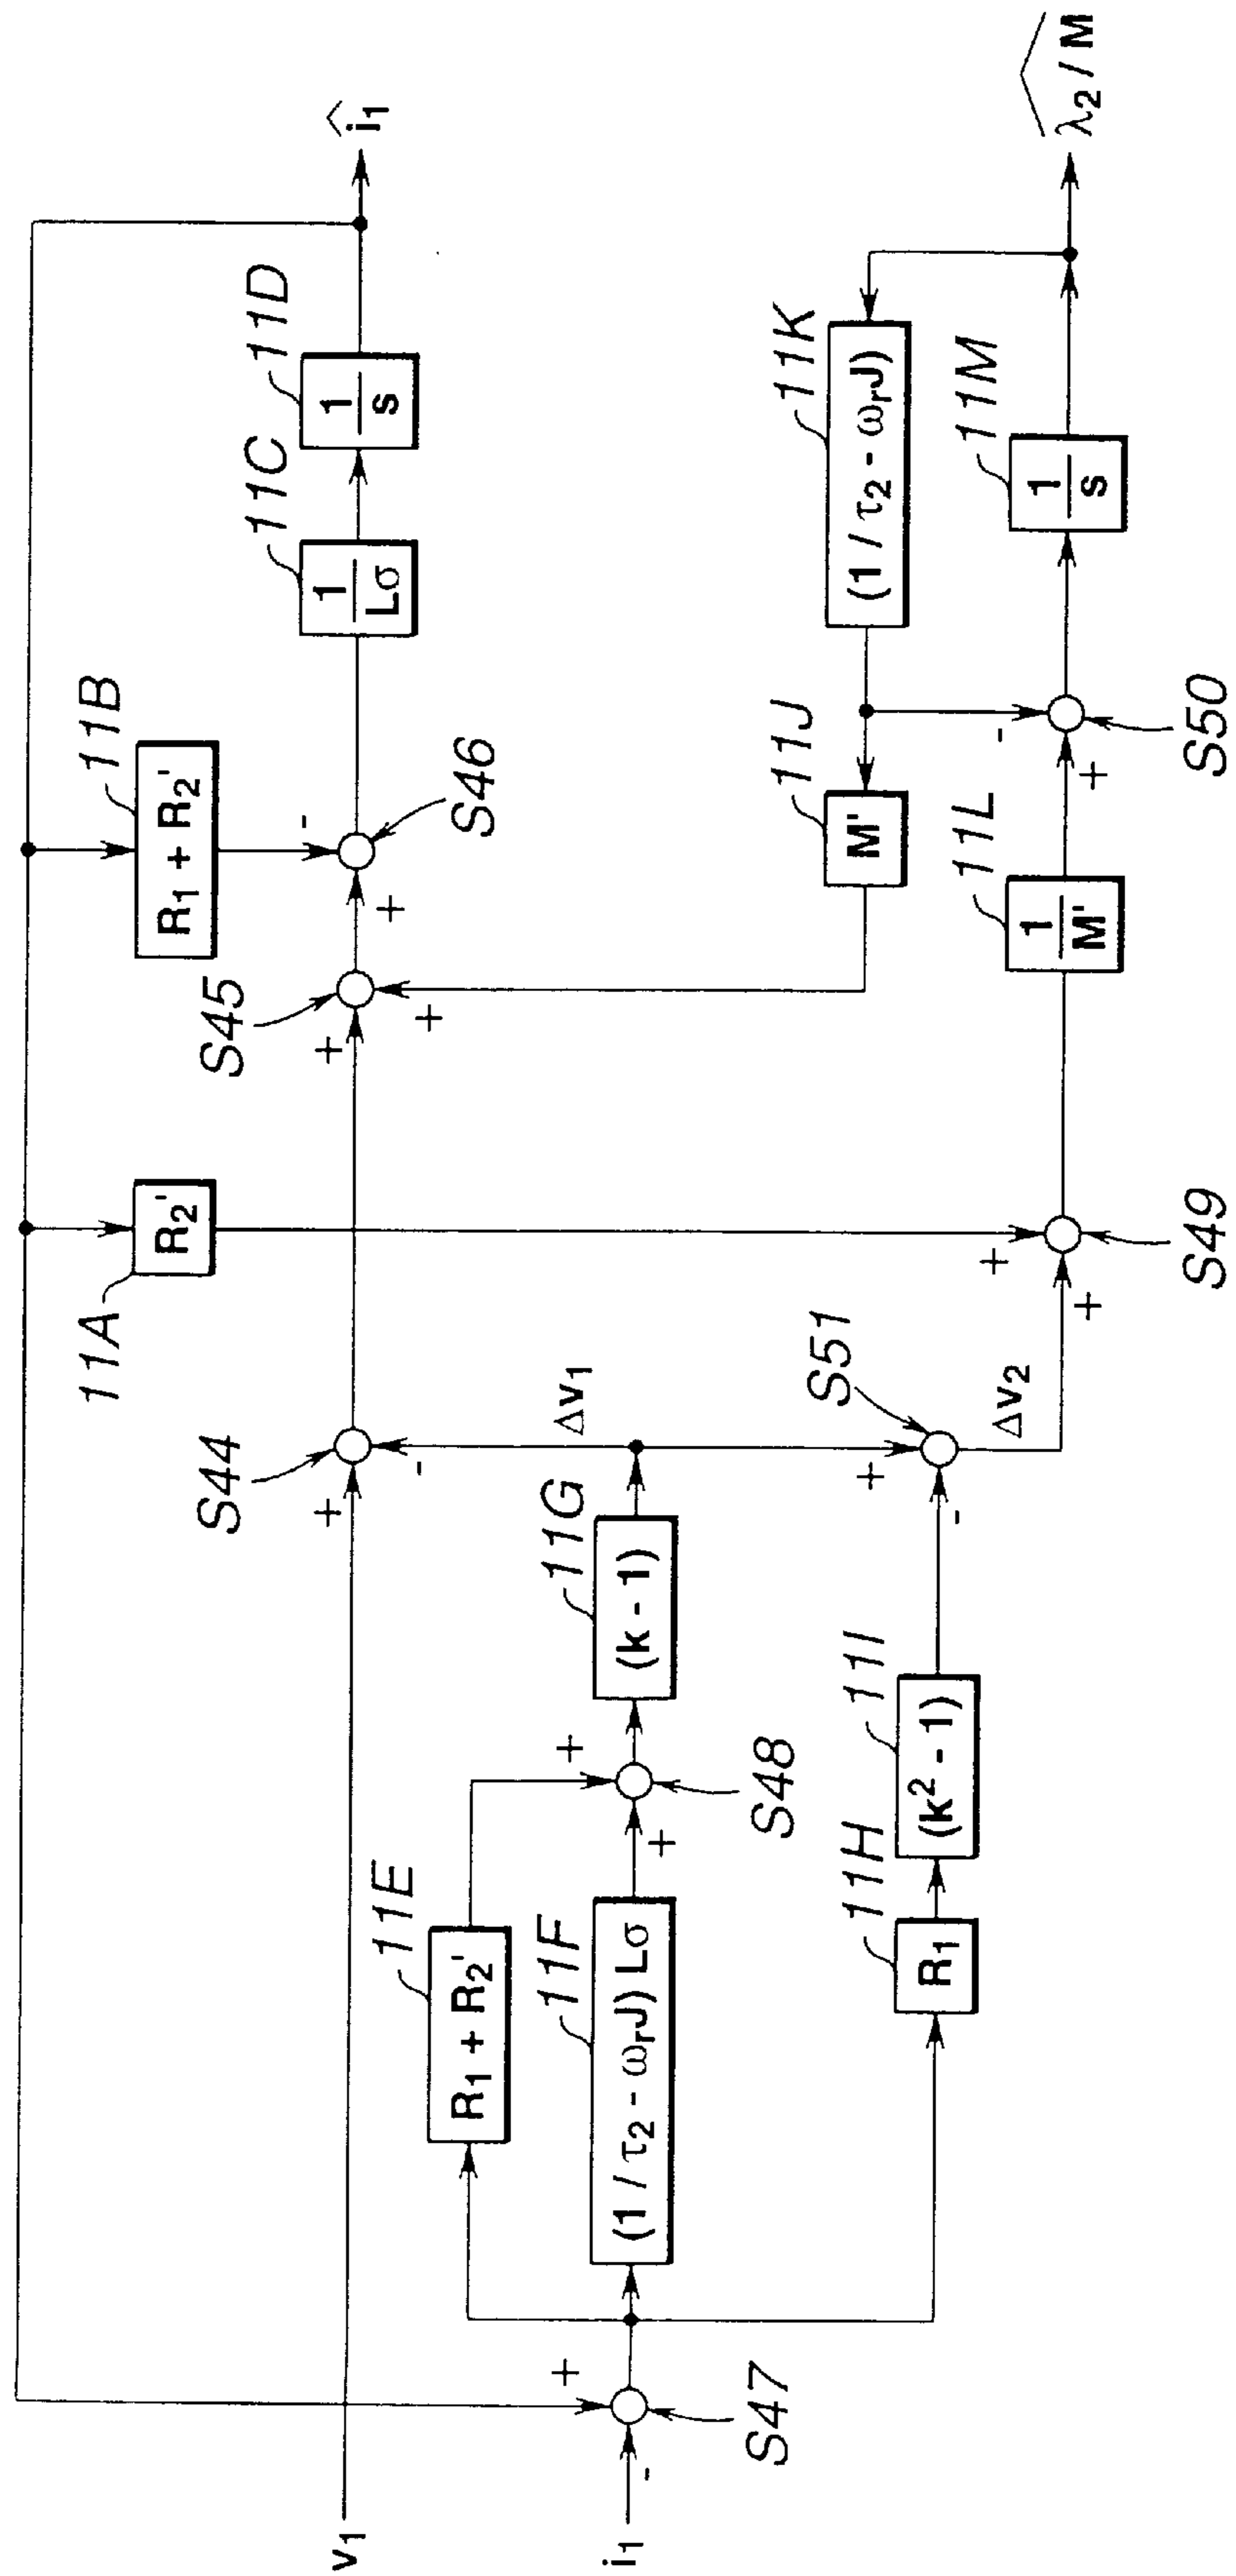 v1
i1
S47
+
-
11E
R1 + R2'
11F
(1 / τ2 - ωrJ) Lσ
11H
R1
S48
+
+
11I
(k² - 1)
11G
(k - 1)
S44
+
-
Δv1
S51
+
-
Δv2
11A
R2'
S49
+
+
S45
+
+
11B
R1 + R2'
S46
+
-
11C
1
Lσ
11D
1
s
î1
11L
1
M'
11J
M'
S50
+
-
11K
(1 / τ2 - ωrJ)
11M
1
s
λ2 / M